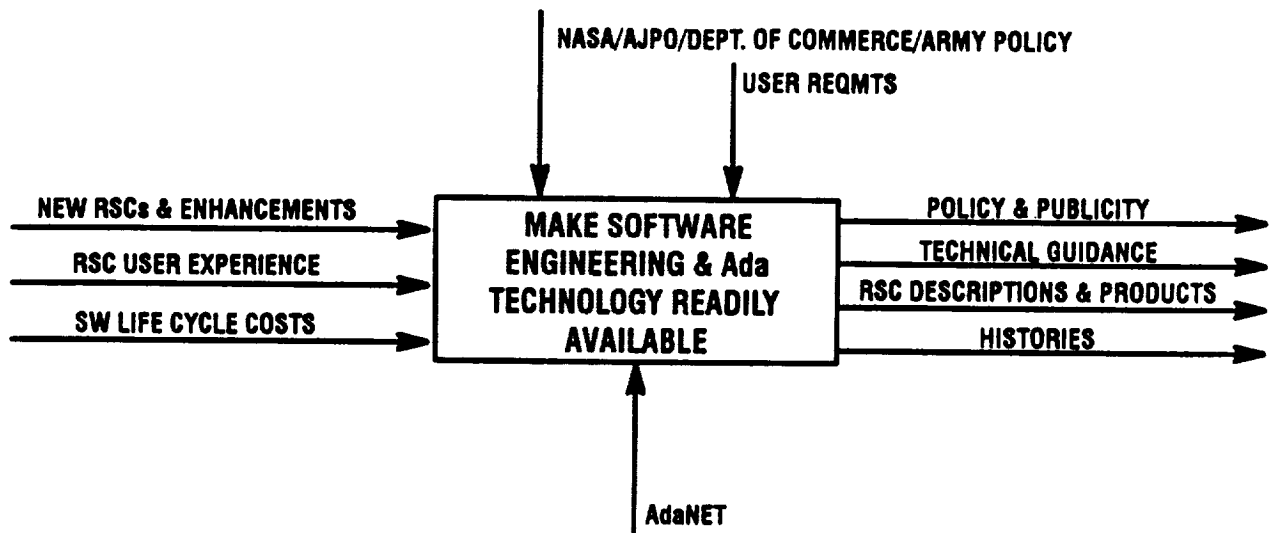 NASA/AJPO/DEPT. OF COMMERCE/ARMY POLICY
USER REQMTS
NEW RSCs & ENHANCEMENTS
RSC USER EXPERIENCE
SW LIFE CYCLE COSTS
MAKE SOFTWARE
ENGINEERING & Ada
TECHNOLOGY READILY
AVAILABLE
POLICY & PUBLICITY
TECHNICAL GUIDANCE
RSC DESCRIPTIONS & PRODUCTS
HISTORIES
AdaNET